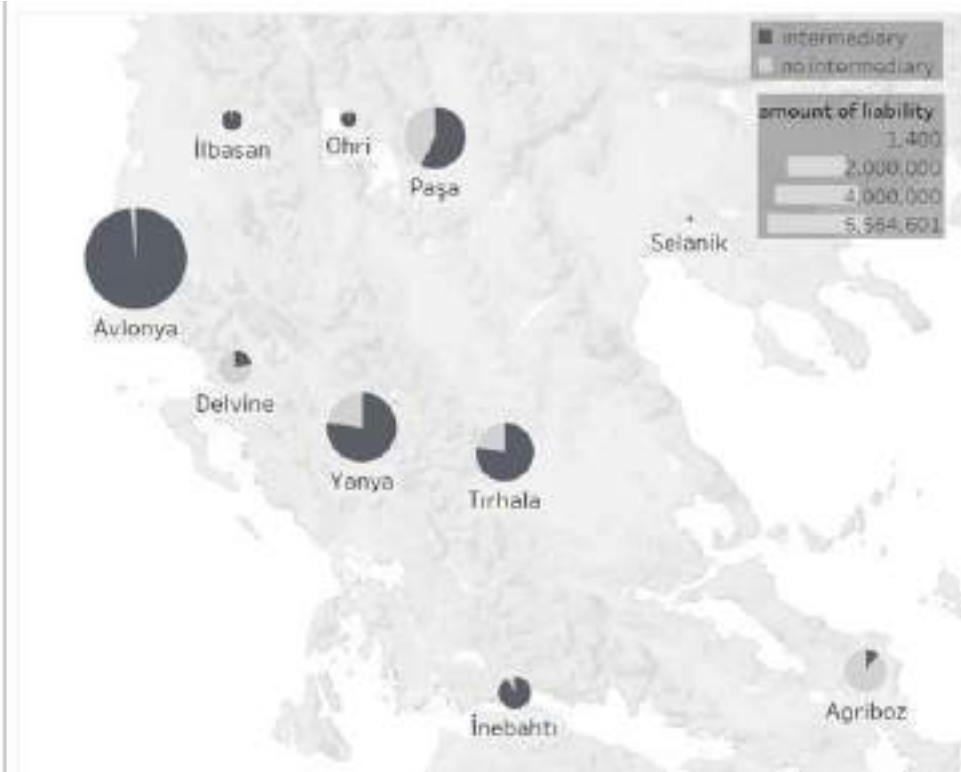 intermediary
no intermediary
amount of liability
1,400
2,000,000
4,000,000
5,564,601
İlbasan
Ohri
Paşa
Selanik
Avlonya
Delvine
Yanya
Tırhala
İnebahtı
Agriboz